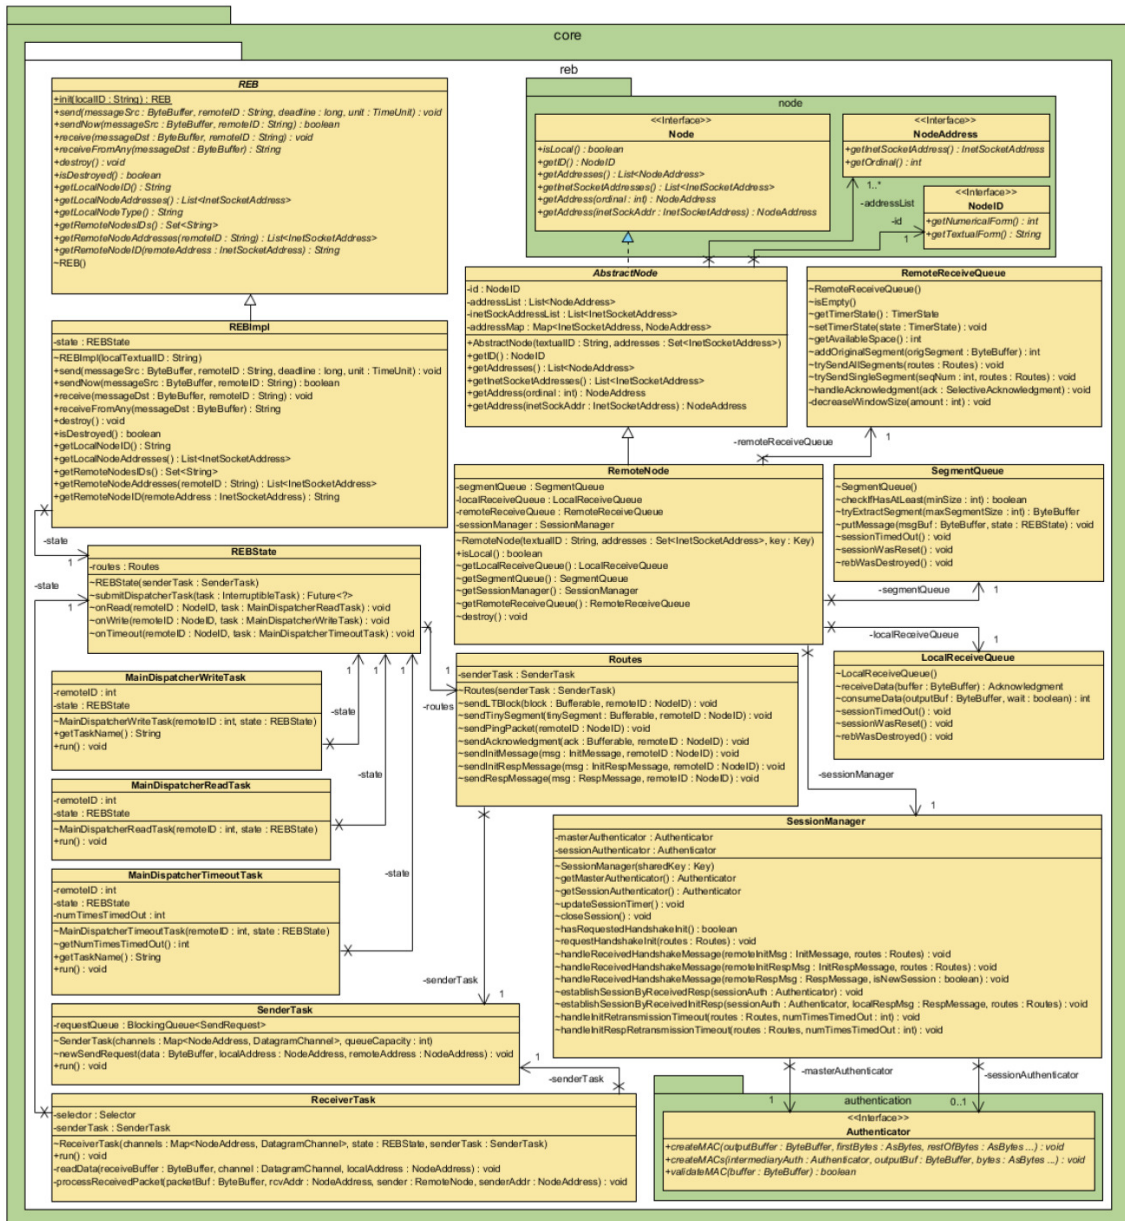 core
reb
REB
+init(localID : String) : REB
+send(messageSrc : ByteBuffer, remoteID : String, deadline : long, unit : TimeUnit) : void
+sendNow(messageSrc : ByteBuffer, remoteID : String) : boolean
+receive(messageDst : ByteBuffer, remoteID : String) : void
+receiveFromAny(messageDst : ByteBuffer) : String
+destroy() : void
+isDestroyed() : boolean
+getLocalNodeID() : String
+getLocalNodeAddresses() : List<InetSocketAddress>
+getLocalNodeType() : String
+getRemoteNodesIDs() : Set<String>
+getRemoteNodeAddresses(remoteID : String) : List<InetSocketAddress>
+getRemoteNodeID(remoteAddress : InetSocketAddress) : String
~REB()
node
<<Interface>>
Node
+isLocal() : boolean
+getID() : NodeID
+getAddresses() : List<NodeAddress>
+getInetSocketAddresses() : List<InetSocketAddress>
+getAddress(ordinal : int) : NodeAddress
+getAddress(inetSockAddr : InetSocketAddress) : NodeAddress
<<Interface>>
NodeAddress
+getInetSocketAddress() : InetSocketAddress
+getOrdinal() : int
1..*
-addressList
-id
1
<<Interface>>
NodeID
+getNumericalForm() : int
+getTextualForm() : String
AbstractNode
-id : NodeID
-addressList : List<NodeAddress>
-inetSockAddressList : List<InetSocketAddress>
-addressMap : Map<InetSocketAddress, NodeAddress>
+AbstractNode(textualID : String, addresses : Set<InetSocketAddress>)
+getID() : NodeID
+getAddresses() : List<NodeAddress>
+getInetSocketAddresses() : List<InetSocketAddress>
+getAddress(ordinal : int) : NodeAddress
+getAddress(inetSockAddr : InetSocketAddress) : NodeAddress
RemoteReceiveQueue
~RemoteReceiveQueue()
~isEmpty()
~getTimerState() : TimerState
~setTimerState(state : TimerState) : void
~getAvailableSpace() : int
~addOriginalSegment(origSegment : ByteBuffer) : int
~trySendAllSegments(routes : Routes) : void
~trySendSingleSegment(seqNum : int, routes : Routes) : void
~handleAcknowledgment(ack : SelectiveAcknowledgment) : void
-decreaseWindowSize(amount : int) : void
REBImpl
-state : REBState
~REBImpl(localTextualID : String)
+send(messageSrc : ByteBuffer, remoteID : String, deadline : long, unit : TimeUnit) : void
+sendNow(messageSrc : ByteBuffer, remoteID : String) : boolean
+receive(messageDst : ByteBuffer, remoteID : String) : void
+receiveFromAny(messageDst : ByteBuffer) : String
+destroy() : void
+isDestroyed() : boolean
+getLocalNodeID() : String
+getLocalNodeAddresses() : List<InetSocketAddress>
+getRemoteNodesIDs() : Set<String>
+getRemoteNodeAddresses(remoteID : String) : List<InetSocketAddress>
+getRemoteNodeID(remoteAddress : InetSocketAddress) : String
-remoteReceiveQueue
1
RemoteNode
-segmentQueue : SegmentQueue
-localReceiveQueue : LocalReceiveQueue
-remoteReceiveQueue : RemoteReceiveQueue
-sessionManager : SessionManager
~RemoteNode(textualID : String, addresses : Set<InetSocketAddress>, key : Key)
+isLocal() : boolean
~getLocalReceiveQueue() : LocalReceiveQueue
~getSegmentQueue() : SegmentQueue
~getSessionManager() : SessionManager
~getRemoteReceiveQueue() : RemoteReceiveQueue
~destroy() : void
SegmentQueue
~SegmentQueue()
~checkIfHasAtLeast(minSize : int) : boolean
~tryExtractSegment(maxSegmentSize : int) : ByteBuffer
~putMessage(msgBuf : ByteBuffer, state : REBState) : void
~sessionTimedOut() : void
~sessionWasReset() : void
~rebWasDestroyed() : void
-segmentQueue
1
-localReceiveQueue
1
LocalReceiveQueue
~LocalReceiveQueue()
~receiveData(buffer : ByteBuffer) : Acknowledgment
~consumeData(outputBuf : ByteBuffer, wait : boolean) : int
~sessionTimedOut() : void
~sessionWasReset() : void
~rebWasDestroyed() : void
-state
1
-state
1
REBState
-routes : Routes
~REBState(senderTask : SenderTask)
~submitDispatcherTask(task : InterruptibleTask) : Future<?>
~onRead(remoteID : NodeID, task : MainDispatcherReadTask) : void
~onWrite(remoteID : NodeID, task : MainDispatcherWriteTask) : void
~onTimeout(remoteID : NodeID, task : MainDispatcherTimeoutTask) : void
1
1
1
1
-routes
Routes
-senderTask : SenderTask
~Routes(senderTask : SenderTask)
~sendLTBlock(block : Bufferable, remoteID : NodeID) : void
~sendTinySegment(tinySegment : Bufferable, remoteID : NodeID) : void
~sendPingPacket(remoteID : NodeID) : void
~sendAcknowledgment(ack : Bufferable, remoteID : NodeID) : void
~sendInitMessage(msg : InitMessage, remoteID : NodeID) : void
~sendInitRespMessage(msg : InitRespMessage, remoteID : NodeID) : void
~sendRespMessage(msg : RespMessage, remoteID : NodeID) : void
MainDispatcherWriteTask
-remoteID : int
-state : REBState
~MainDispatcherWriteTask(remoteID : int, state : REBState)
+getTaskName() : String
+run() : void
-state
MainDispatcherReadTask
-remoteID : int
-state : REBState
~MainDispatcherReadTask(remoteID : int, state : REBState)
+run() : void
-state
MainDispatcherTimeoutTask
-remoteID : int
-state : REBState
-numTimesTimedOut : int
~MainDispatcherTimeoutTask(remoteID : int, state : REBState)
~getNumTimesTimedOut() : int
+getTaskName() : String
+run() : void
-state
-sessionManager
1
SessionManager
-masterAuthenticator : Authenticator
-sessionAuthenticator : Authenticator
~SessionManager(sharedKey : Key)
~getMasterAuthenticator() : Authenticator
~getSessionAuthenticator() : Authenticator
~updateSessionTimer() : void
~closeSession() : void
~hasRequestedHandshakeInit() : boolean
~requestHandshakeInit(routes : Routes) : void
~handleReceivedHandshakeMessage(remoteInitMsg : InitMessage, routes : Routes) : void
~handleReceivedHandshakeMessage(remoteInitRespMsg : InitRespMessage, routes : Routes) : void
~handleReceivedHandshakeMessage(remoteRespMsg : RespMessage, isNewSession : boolean) : void
~establishSessionByReceivedResp(sessionAuth : Authenticator) : void
~establishSessionByReceivedInitResp(sessionAuth : Authenticator, localRespMsg : RespMessage, routes : Routes) : void
~handleInitRetransmissionTimeout(routes : Routes, numTimesTimedOut : int) : void
~handleInitRespRetransmissionTimeout(routes : Routes, numTimesTimedOut : int) : void
-senderTask
1
SenderTask
-requestQueue : BlockingQueue<SendRequest>
~SenderTask(channels : Map<NodeAddress, DatagramChannel>, queueCapacity : int)
~newSendRequest(data : ByteBuffer, localAddress : NodeAddress, remoteAddress : NodeAddress) : void
+run() : void
1
-senderTask
ReceiverTask
-selector : Selector
-senderTask : SenderTask
~ReceiverTask(channels : Map<NodeAddress, DatagramChannel>, state : REBState, senderTask : SenderTask)
+run() : void
-readData(receiveBuffer : ByteBuffer, channel : DatagramChannel, localAddress : NodeAddress) : void
-processReceivedPacket(packetBuf : ByteBuffer, rcvAddr : NodeAddress, sender : RemoteNode, senderAddr : NodeAddress) : void
-masterAuthenticator
-sessionAuthenticator
1
0..1
authentication
<<Interface>>
Authenticator
+createMAC(outputBuffer : ByteBuffer, firstBytes : AsBytes, restOfBytes : AsBytes ...) : void
+createMACs(intermediaryAuth : Authenticator, outputBuf : ByteBuffer, bytes : AsBytes ...) : void
+validateMAC(buffer : ByteBuffer) : boolean